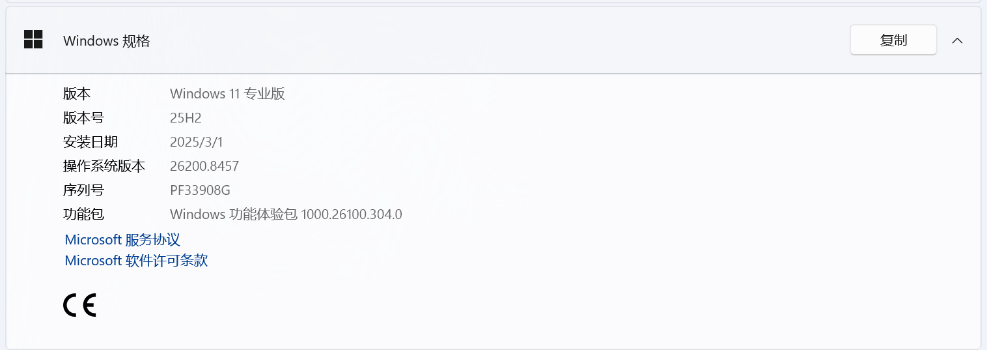 Windows 规格
复制
版本 Windows 11 专业版
版本号 25H2
安装日期 2025/3/1
操作系统版本 26200.8457
序列号 PF33908G
功能包 Windows 功能体验包 1000.26100.304.0
Microsoft 服务协议
Microsoft 软件许可条款
CE